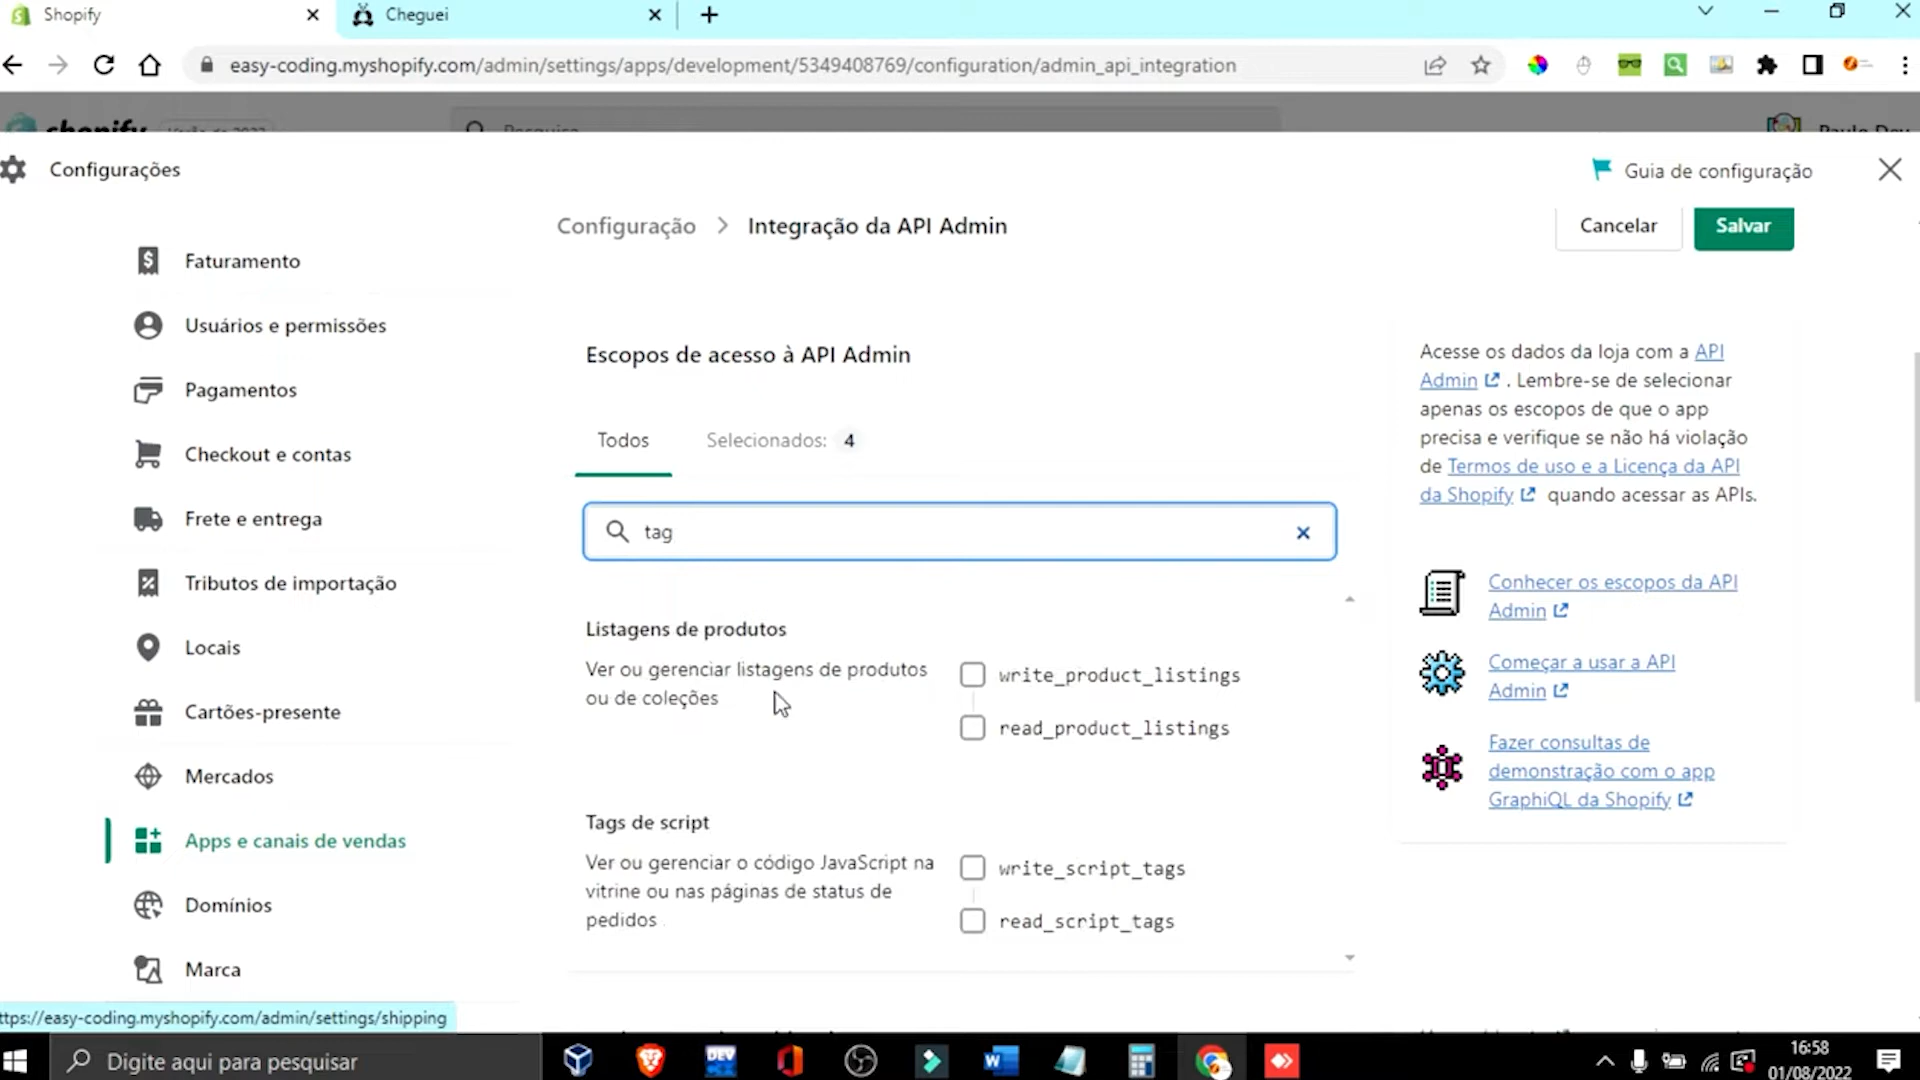 Shopify
Cheguei
easy-coding.myshopify.com/admin/settings/apps/development/5349408769/configuration/admin_api_integration
shopify
Pesquise
Paulo Dev
Configurações
Guia de configuração
Configuração
Integração da API Admin
Cancelar
Salvar
Faturamento
Usuários e permissões
Pagamentos
Checkout e contas
Frete e entrega
Tributos de importação
Locais
Cartões-presente
Mercados
Apps e canais de vendas
Domínios
Marca
Escopos de acesso à API Admin
Todos
Selecionados: 4
tag
Listagens de produtos
Ver ou gerenciar listagens de produtos
ou de coleções
write_product_listings
read_product_listings
Tags de script
Ver ou gerenciar o código JavaScript na
vitrine ou nas páginas de status de
pedidos
write_script_tags
read_script_tags
Acesse os dados da loja com a API
Admin . Lembre-se de selecionar
apenas os escopos de que o app
precisa e verifique se não há violação
de Termos de uso e a Licença da API
da Shopify quando acessar as APIs.
Conhecer os escopos da API
Admin
Começar a usar a API
Admin
Fazer consultas de
demonstração com o app
GraphiQL da Shopify
ttps://easy-coding.myshopify.com/admin/settings/shipping
Digite aqui para pesquisar
DEV
16:58
01/08/2022